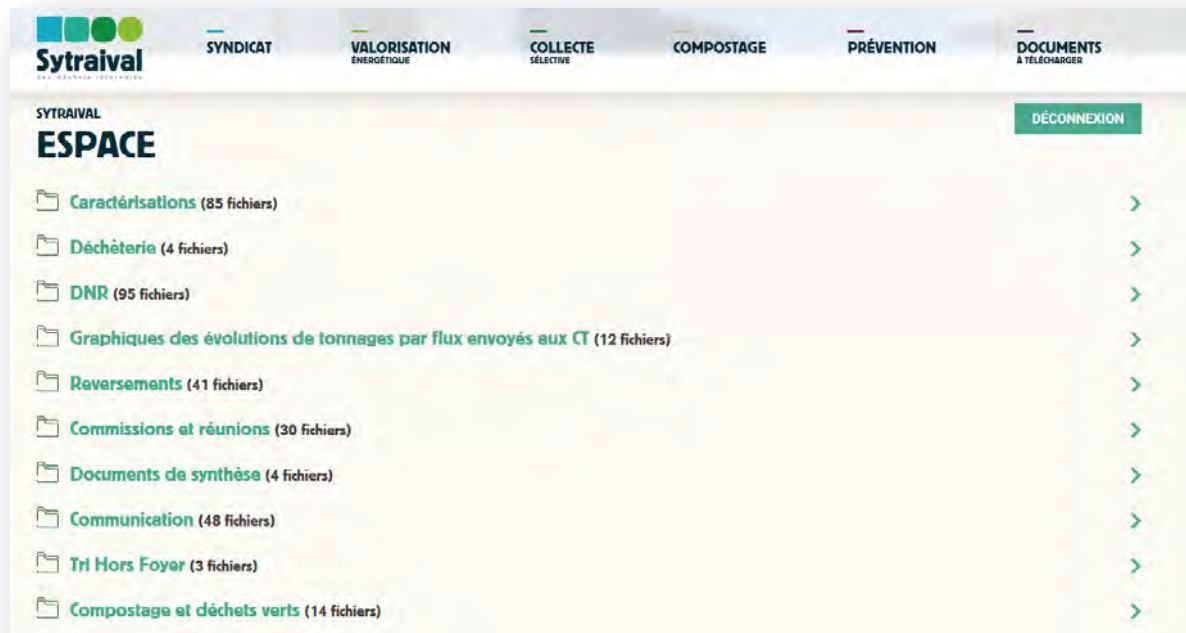 Sytraival
SYNDICAT
VALORISATION
ÉNERGÉTIQUE
COLLECTE
SÉLECTIVE
COMPOSTAGE
PRÉVENTION
DOCUMENTS
À TÉLÉCHARGER
SYTRAIVAL
ESPACE
DÉCONNEXION
Caractérisations (85 fichiers)
Déchèterie (4 fichiers)
DNR (95 fichiers)
Graphiques des évolutions de tonnages par flux envoyés aux CT (12 fichiers)
Reversements (41 fichiers)
Commissions et réunions (30 fichiers)
Documents de synthèse (4 fichiers)
Communication (48 fichiers)
Tri Hors Foyer (3 fichiers)
Compostage et déchets verts (14 fichiers)